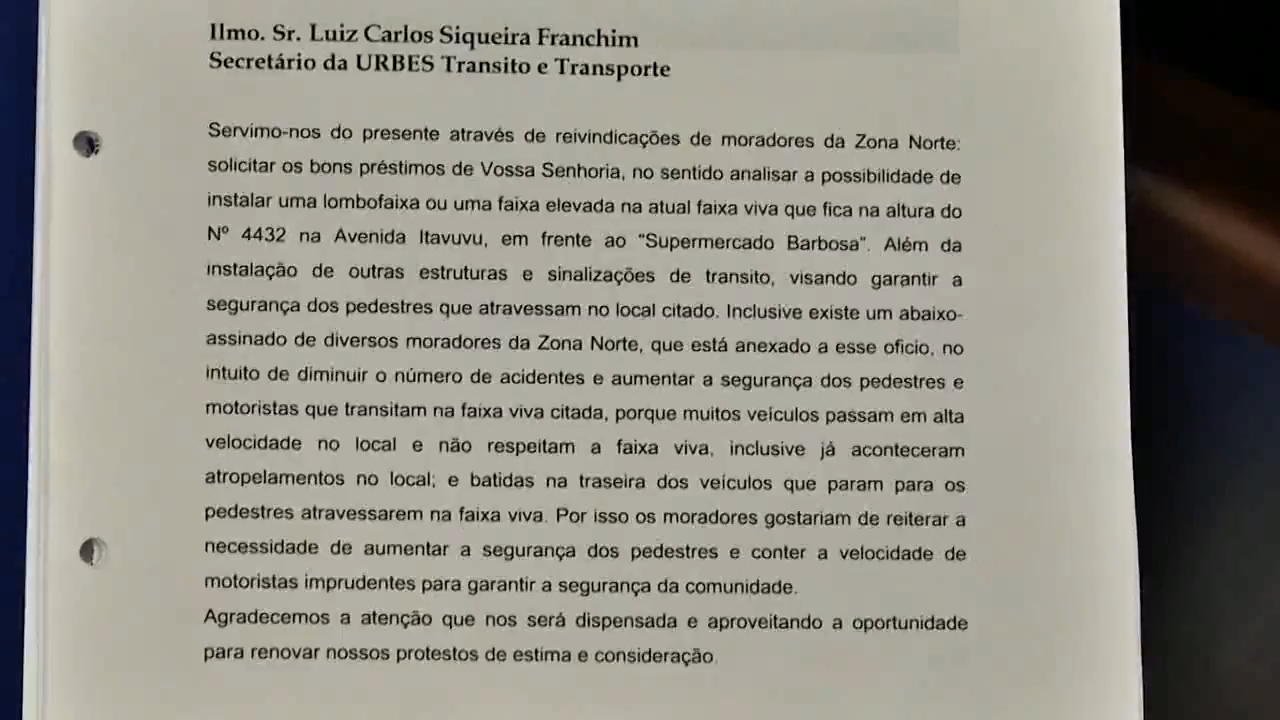 Ilmo. Sr. Luiz Carlos Siqueira Franchim
Secretário da URBES Transito e Transporte
Servimo-nos do presente através de reivindicações de moradores da Zona Norte:
solicitar os bons préstimos de Vossa Senhoria, no sentido analisar a possibilidade de
instalar uma lombofaixa ou uma faixa elevada na atual faixa viva que fica na altura do
Nº 4432 na Avenida Itavuvu, em frente ao “Supermercado Barbosa”. Além da
instalação de outras estruturas e sinalizações de transito, visando garantir a
segurança dos pedestres que atravessam no local citado. Inclusive existe um abaixo-
assinado de diversos moradores da Zona Norte, que está anexado a esse oficio, no
intuito de diminuir o número de acidentes e aumentar a segurança dos pedestres e
motoristas que transitam na faixa viva citada, porque muitos veículos passam em alta
velocidade no local e não respeitam a faixa viva, inclusive já aconteceram
atropelamentos no local; e batidas na traseira dos veículos que param para os
pedestres atravessarem na faixa viva. Por isso os moradores gostariam de reiterar a
necessidade de aumentar a segurança dos pedestres e conter a velocidade de
motoristas imprudentes para garantir a segurança da comunidade.
Agradecemos a atenção que nos será dispensada e aproveitando a oportunidade
para renovar nossos protestos de estima e consideração.